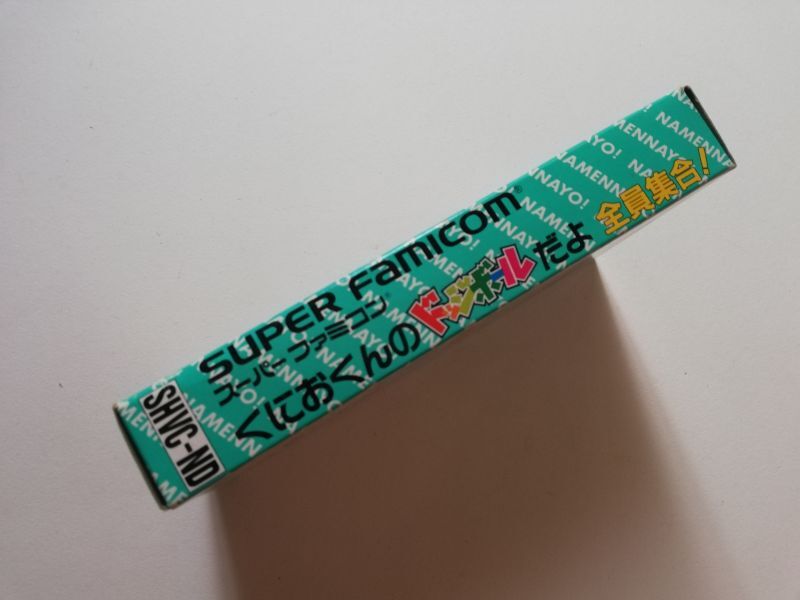 SUPER FAMICOM®
スーパーファミコン®
くにおくんのドッジボールだよ 全員集合!
SHVC-ND
NAMENNAYO!